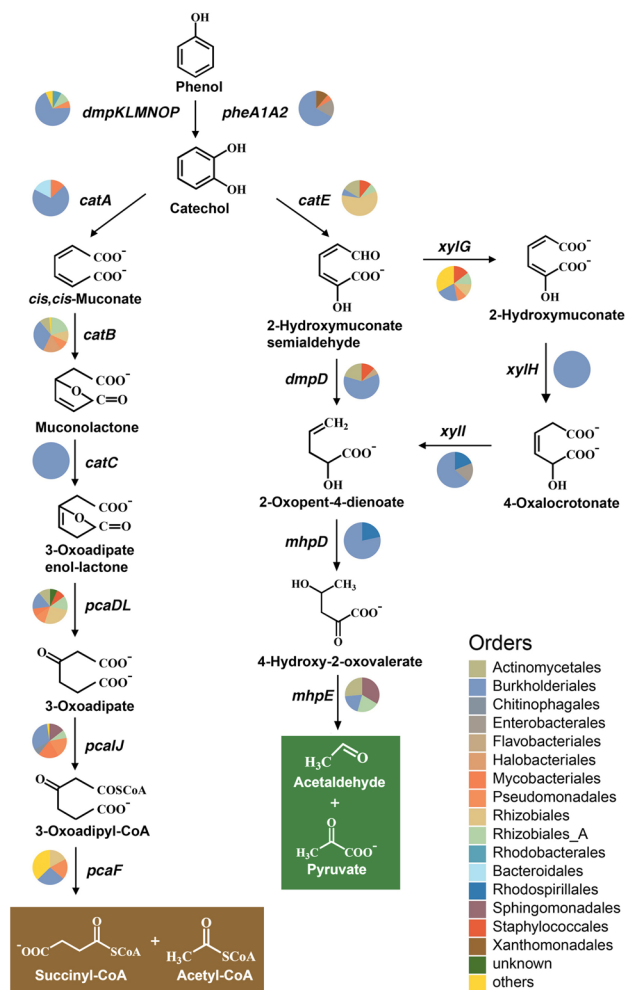 OH
Phenol
dmpKLMNOP
pheA1A2
OH
OH
Catechol
catA
catE
COO⁻
COO⁻
cis,cis-Muconate
CHO
COO⁻
OH
2-Hydroxymuconate
semialdehyde
xylG
COO⁻
COO⁻
OH
2-Hydroxymuconate
catB
dmpD
xylH
COO⁻
O
C=O
Muconolactone
CH₂
COO⁻
OH
2-Oxopent-4-dienoate
xylI
COO⁻
COO⁻
OH
4-Oxalocrotonate
catC
mhpD
COO⁻
O
C=O
3-Oxoadipate
enol-lactone
HO
CH₃
COO⁻
O
4-Hydroxy-2-oxovalerate
pcaDL
mhpE
O
COO⁻
COO⁻
3-Oxoadipate
H₃C
O
Acetaldehyde
+
O
H₃C
COO⁻
Pyruvate
pcaIJ
O
COSCoA
COO⁻
3-Oxoadipyl-CoA
pcaF
O
⁻OOC
SCoA
Succinyl-CoA
+
O
H₃C
SCoA
Acetyl-CoA
Orders
Actinomycetales
Burkholderiales
Chitinophagales
Enterobacterales
Flavobacteriales
Halobacteriales
Mycobacteriales
Pseudomonadales
Rhizobiales
Rhizobiales_A
Rhodobacterales
Bacteroidales
Rhodospirillales
Sphingomonadales
Staphylococcales
Xanthomonadales
unknown
others